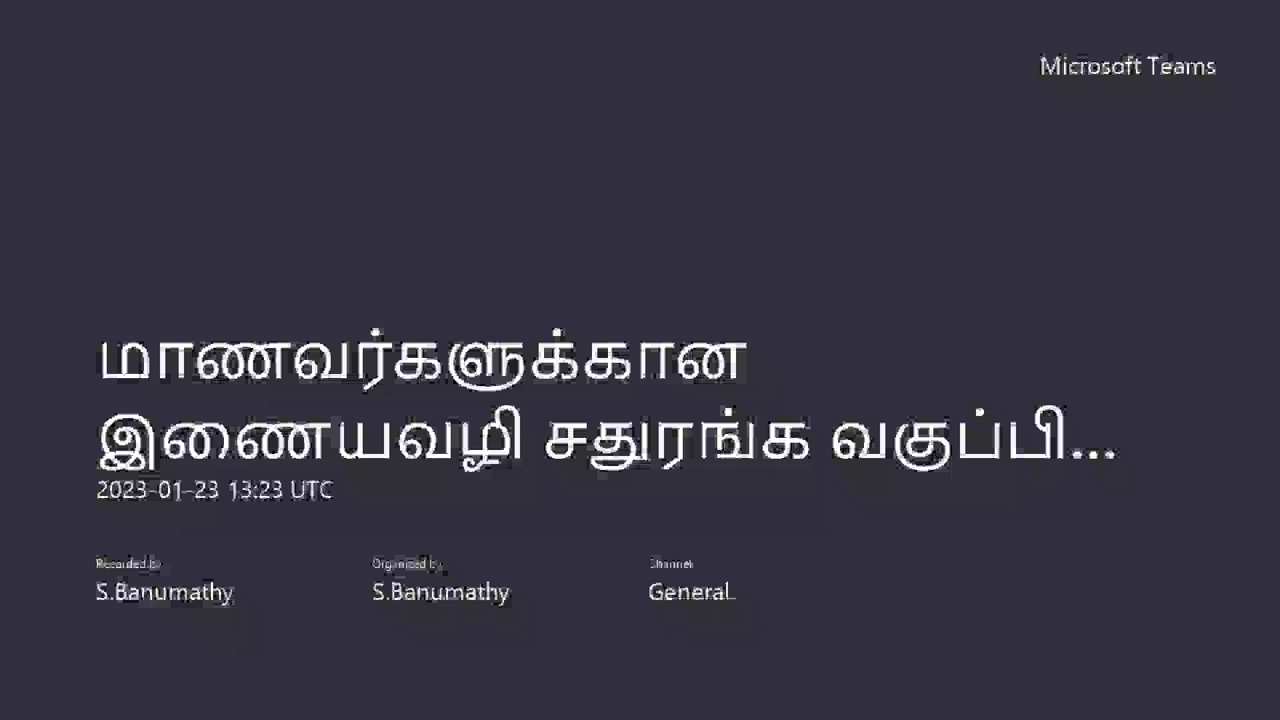 Microsoft Teams
மாணவர்களுக்கான
இணையவழி சதுரங்க வகுப்பி...
2023-01-23 13:23 UTC
Recorded by Organized by Channel
S.Banumathy S.Banumathy General